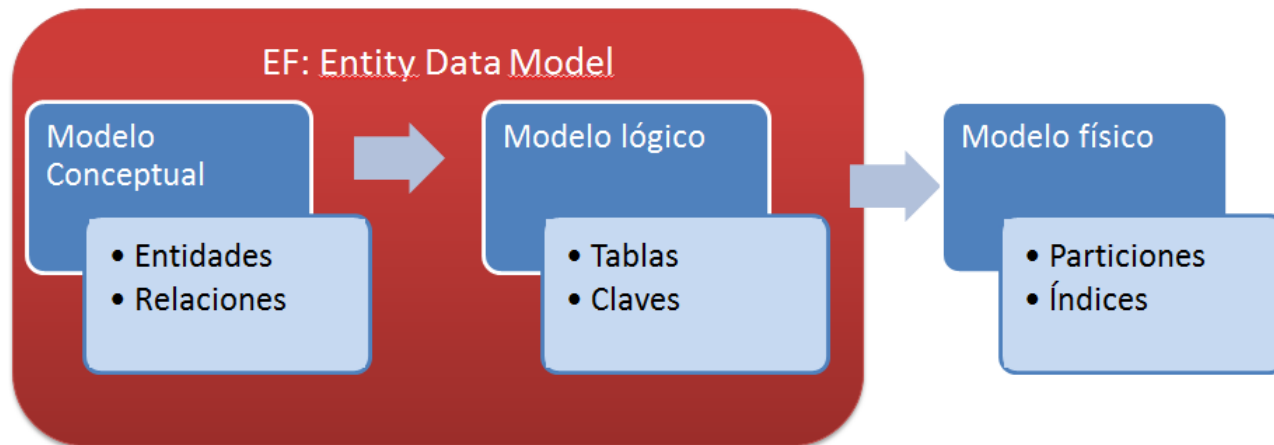 EF: Entity Data Model
Modelo
Conceptual
• Entidades
• Relaciones
Modelo lógico
• Tablas
• Claves
Modelo físico
• Particiones
• Índices